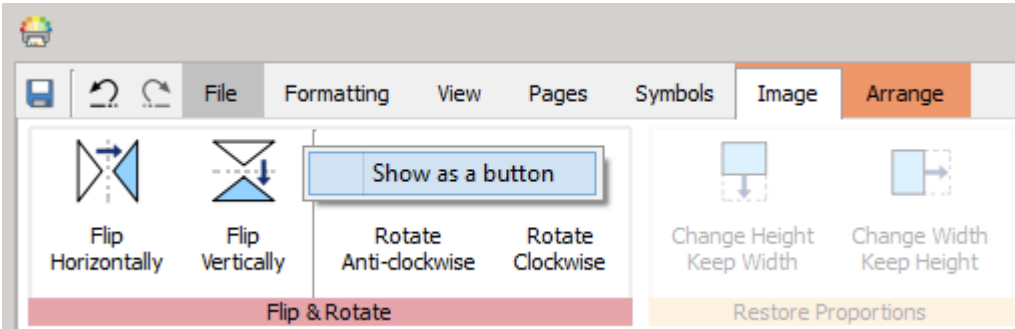 File Formatting View Pages Symbols Image Arrange
Show as a button
Flip Horizontally
Flip Vertically
Rotate Anti-clockwise
Rotate Clockwise
Change Height Keep Width
Change Width Keep Height
Flip & Rotate
Restore Proportions